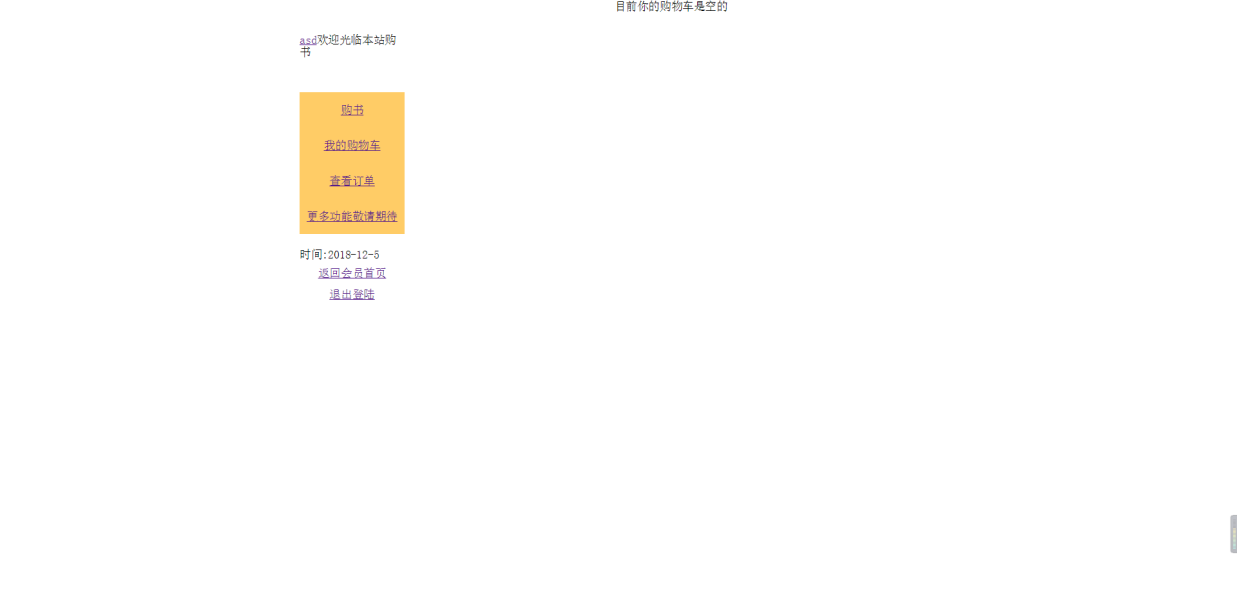 目前你的购物车是空的
asd欢迎光临本站购
书
购书
我的购物车
查看订单
更多功能敬请期待
时间:2018-12-5
返回会员首页
退出登陆